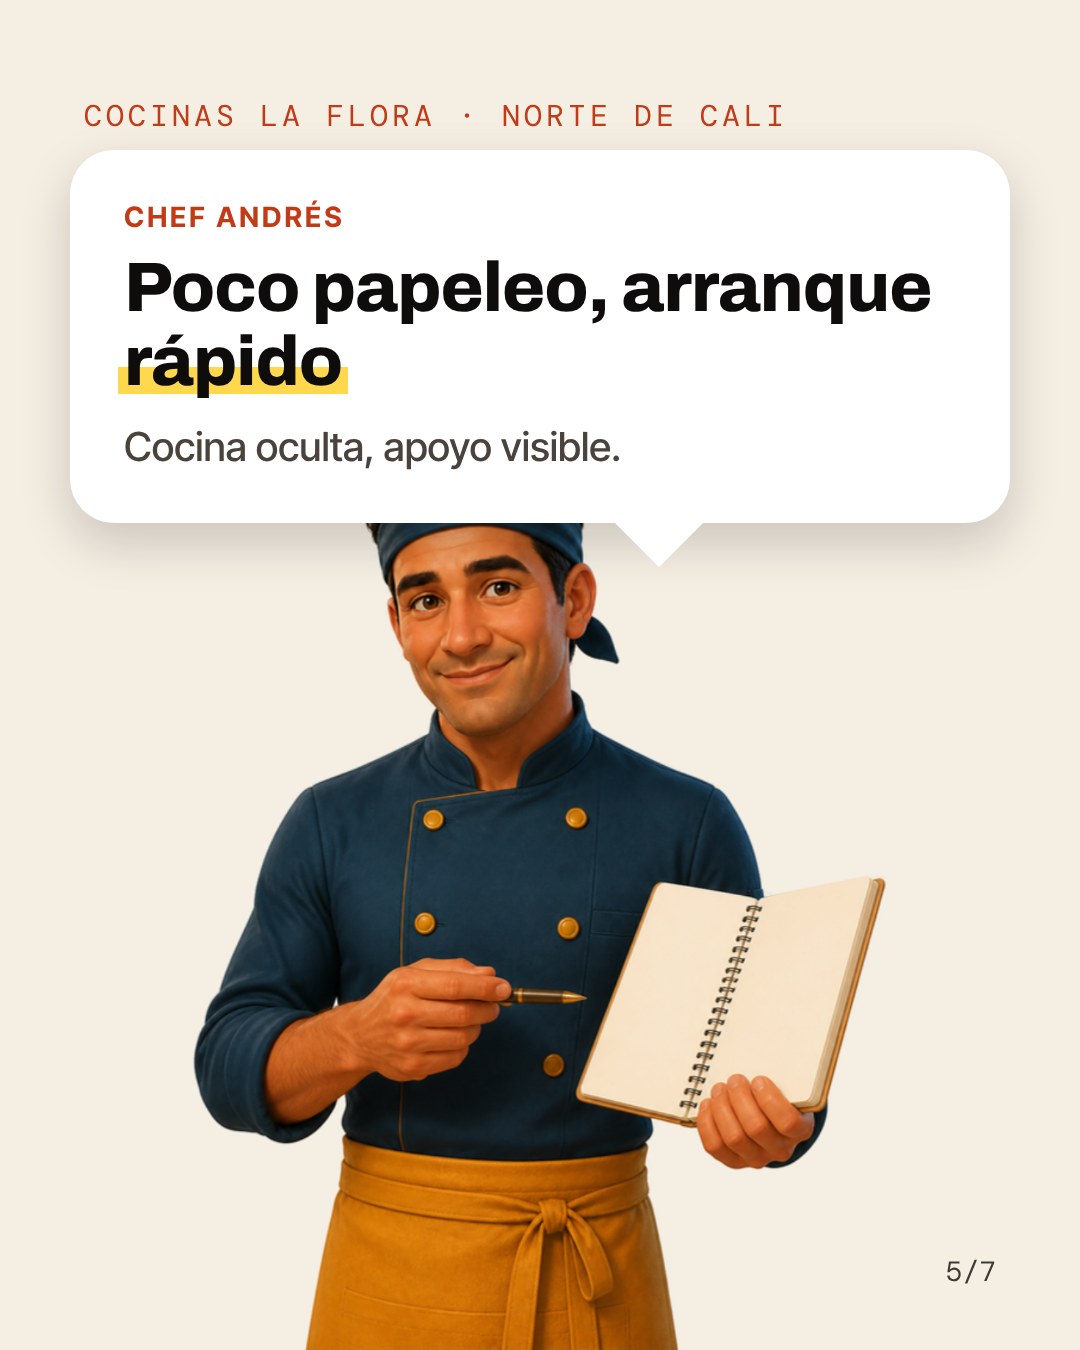 COCINAS LA FLORA · NORTE DE CALI
CHEF ANDRÉS
Poco papeleo, arranque
rápido
Cocina oculta, apoyo visible.
5/7